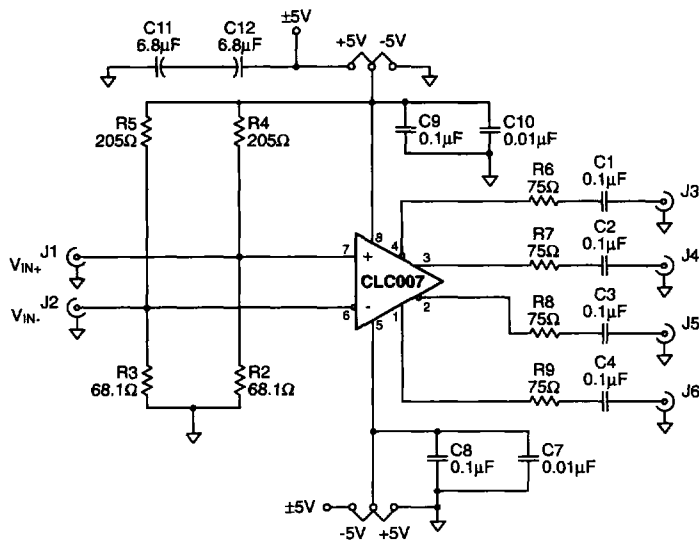 C11
6.8µF
C12
6.8µF
±5V
+5V
-5V
R5
205Ω
R4
205Ω
C9
0.1µF
C10
0.01µF
R6
75Ω
C1
0.1µF
J3
R7
75Ω
C2
0.1µF
J4
J1
VIN+
7
+
8
4
3
CLC007
J2
VIN-
6
-
5
1
2
R8
75Ω
C3
0.1µF
J5
R3
68.1Ω
R2
68.1Ω
R9
75Ω
C4
0.1µF
J6
C8
0.1µF
C7
0.01µF
±5V
-5V
+5V